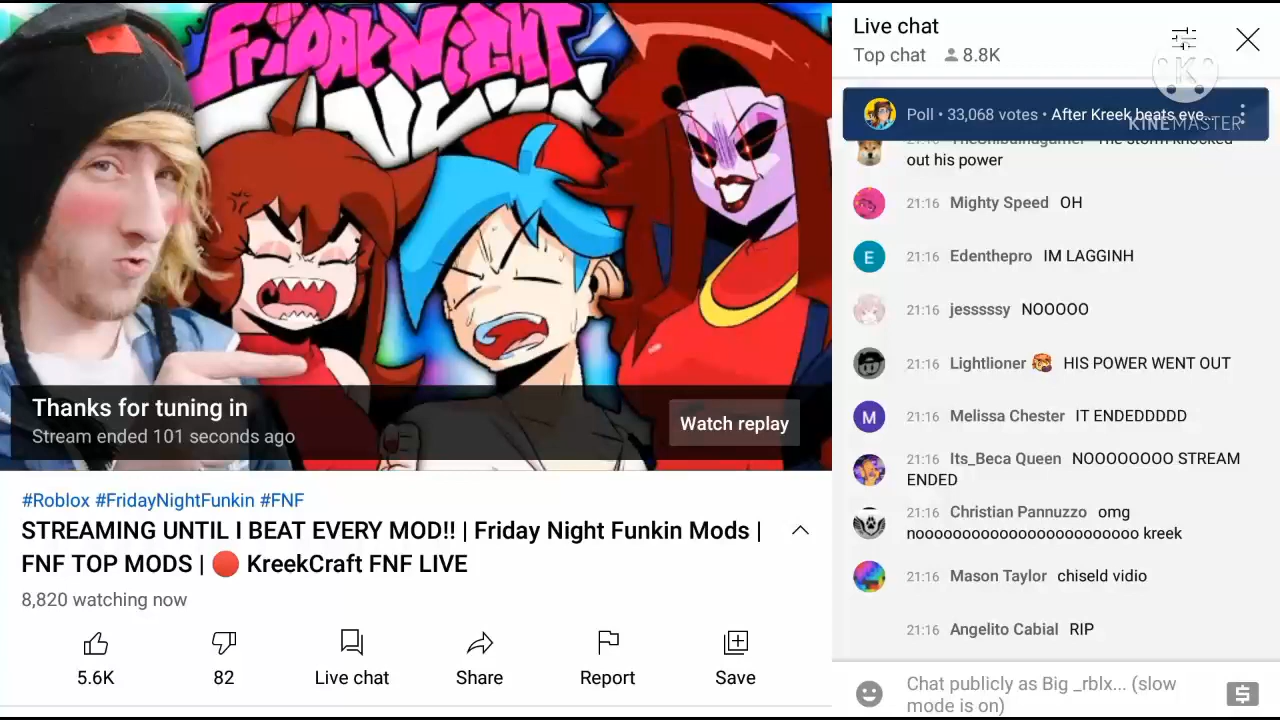 FRIDAY NIGHT
Thanks for tuning in
Stream ended 101 seconds ago
Watch replay
#Roblox #FridayNightFunkin #FNF
STREAMING UNTIL I BEAT EVERY MOD!! | Friday Night Funkin Mods |
FNF TOP MODS | 🔴 KreekCraft FNF LIVE
8,820 watching now
5.6K
82
Live chat
Share
Report
Save
Live chat
Top chat 8.8K
K
Poll • 33,068 votes • After Kreek beats eve...
KINEMASTER
out his power
21:16 Mighty Speed OH
E
21:16 Edenthepro IM LAGGINH
21:16 jesssssy NOOOOO
21:16 Lightlioner HIS POWER WENT OUT
M
21:16 Melissa Chester IT ENDEDDDDD
21:16 Its_Beca Queen NOOOOOOOO STREAM
ENDED
21:16 Christian Pannuzzo omg
noooooooooooooooooooooooo kreek
21:16 Mason Taylor chiseld vidio
21:16 Angelito Cabial RIP
Chat publicly as Big _rblx... (slow
mode is on)